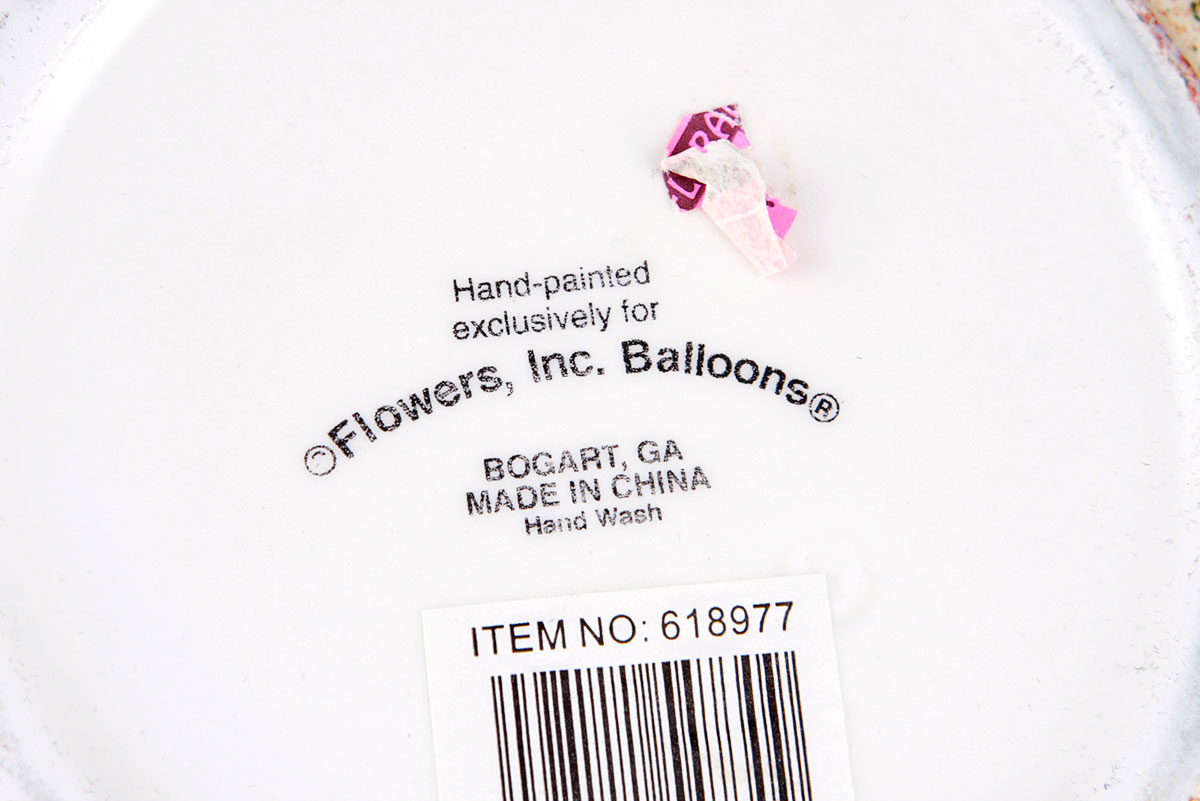 Hand-painted
exclusively for
©Flowers, Inc. Balloons®
BOGART, GA
MADE IN CHINA
Hand Wash
ITEM NO: 618977